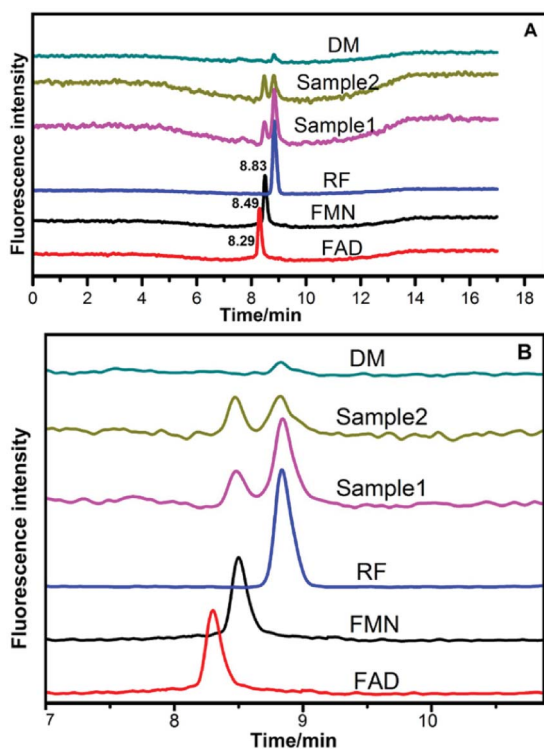 A
DM
Sample2
Sample1
RF
8.83
FMN
8.49
FAD
8.29
Fluorescence intensity
0 2 4 6 8 10 12 14 16 18
Time/min
B
DM
Sample2
Sample1
RF
FMN
FAD
Fluorescence intensity
7 8 9 10
Time/min